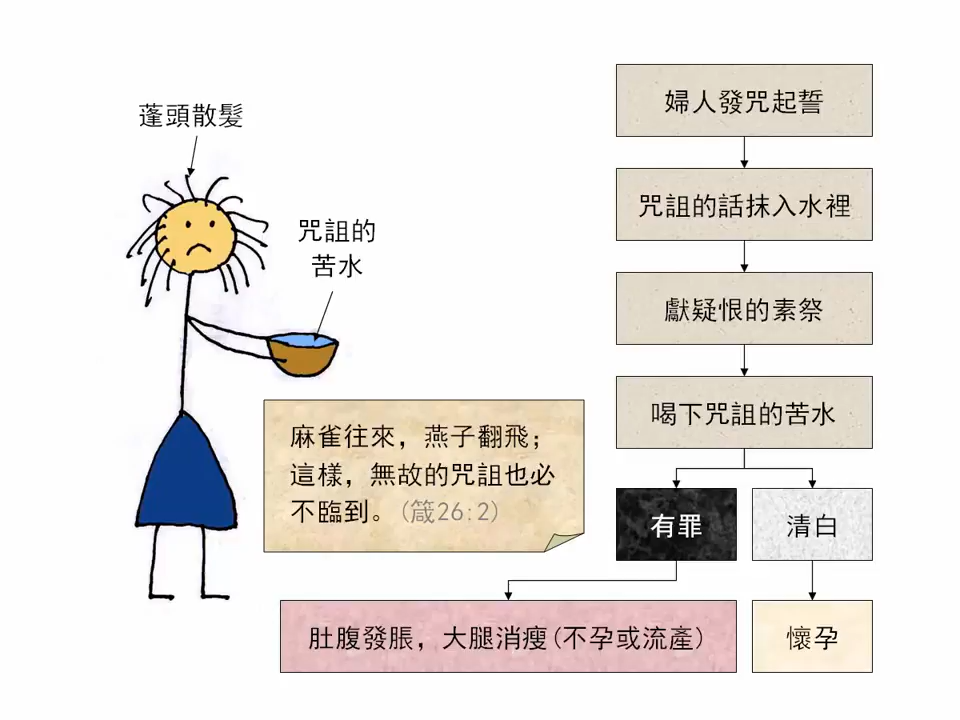 蓬頭散髮
咒詛的
苦水
麻雀往來，燕子翻飛；
這樣，無故的咒詛也必
不臨到。(箴26:2)
婦人發咒起誓
咒詛的話抹入水裡
獻疑恨的素祭
喝下咒詛的苦水
有罪
清白
肚腹發脹，大腿消瘦(不孕或流產)
懷孕